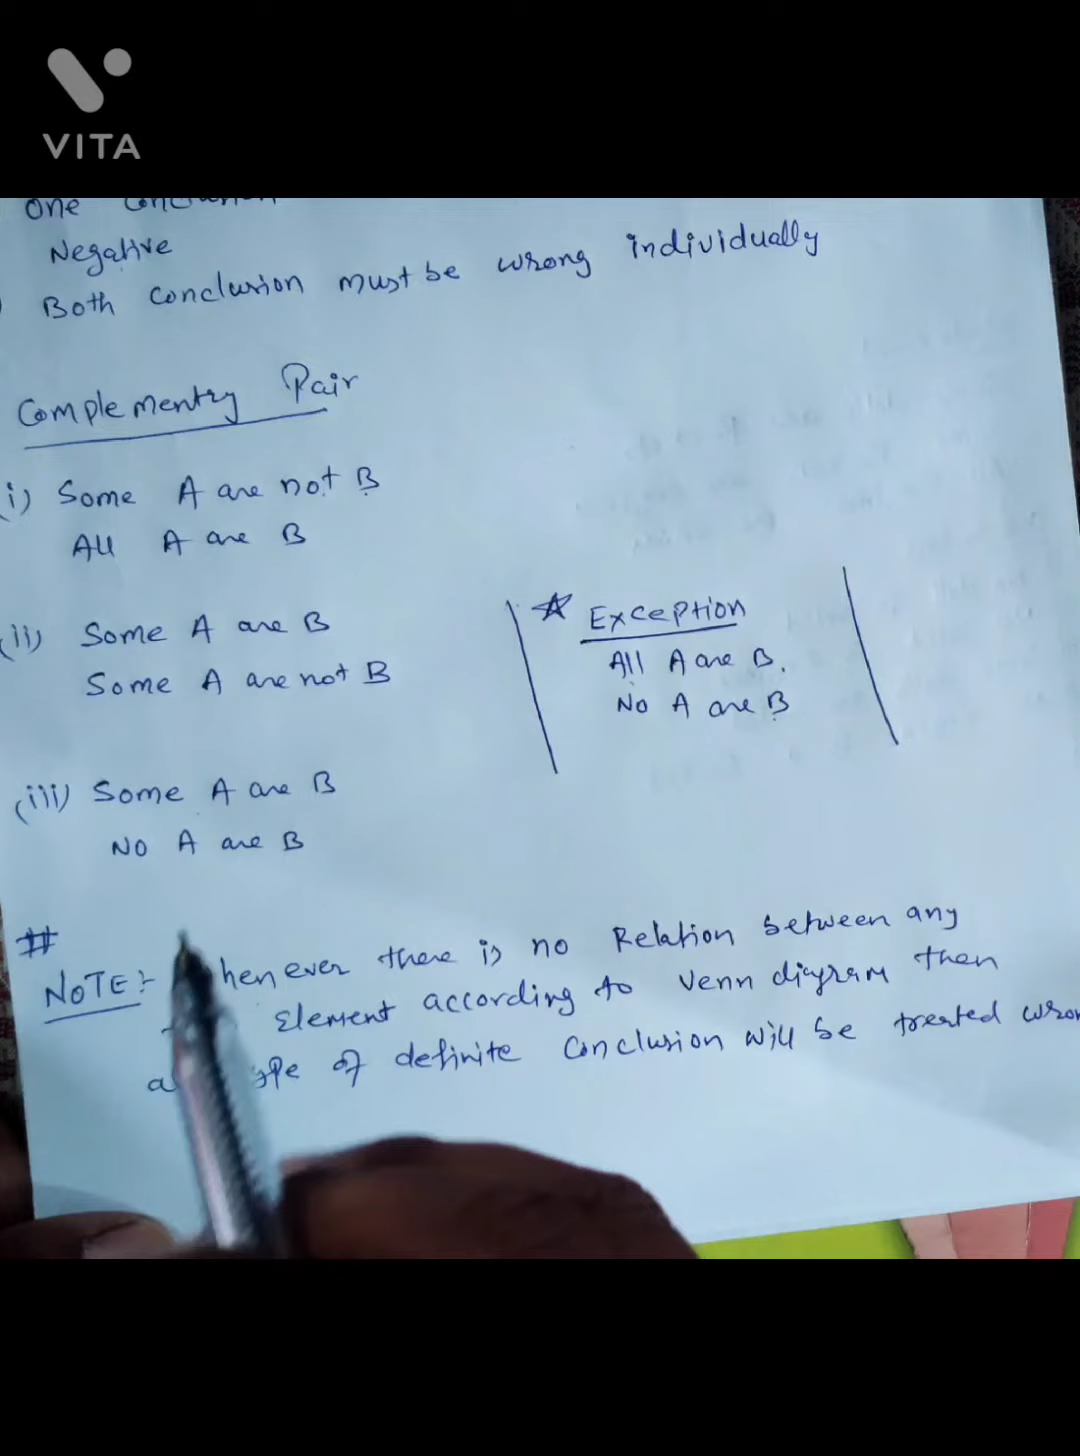 VITA
One
Negative
Both conclusion must be wrong individually
Complementry Pair
(i) Some A are not B
All A are B
(ii) Some A are B
Some A are not B
☆ Exception
All A are B.
No A are B
(iii) Some A are B
No A are B
#
NOTE:- henever there is no Relation between any
Element according to Venn diagram then
of definite conclusion will be treated